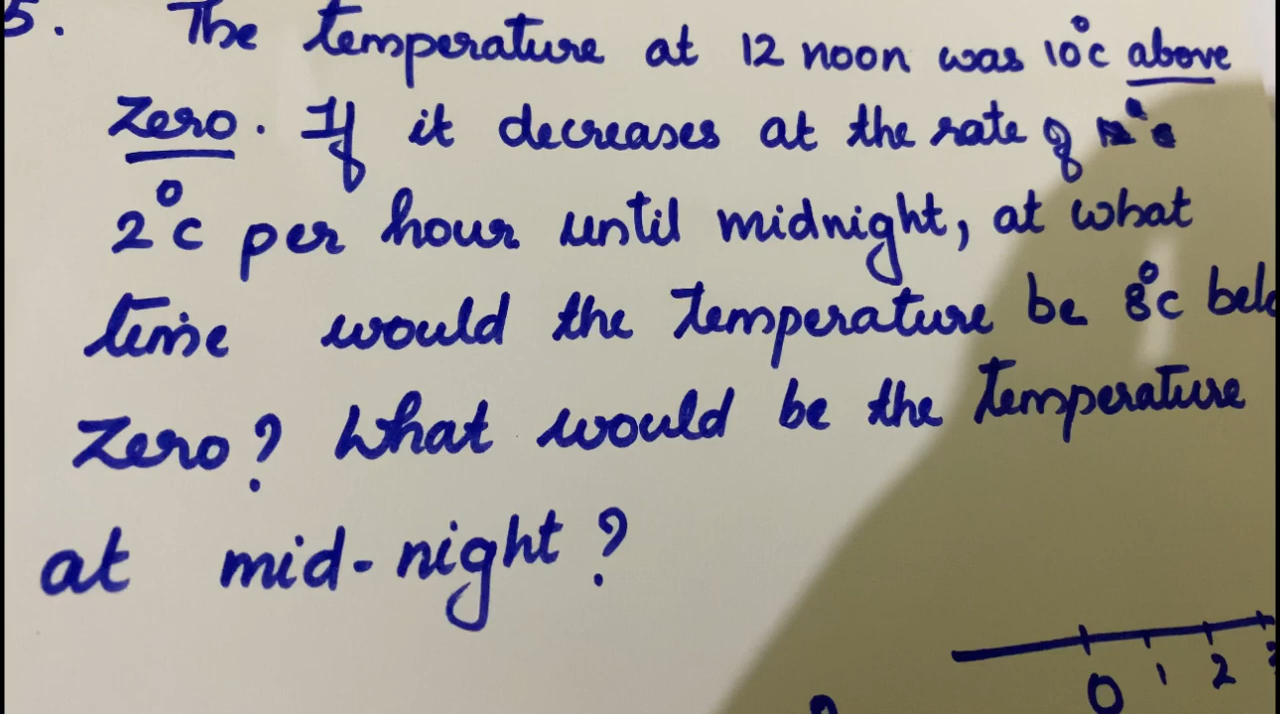 5. The temperature at 12 noon was 10°c above
Zero. If it decreases at the rate of
2°c per hour until midnight, at what
time would the temperature be 8°c belo
Zero? What would be the temperature
at mid-night?
0 1 2